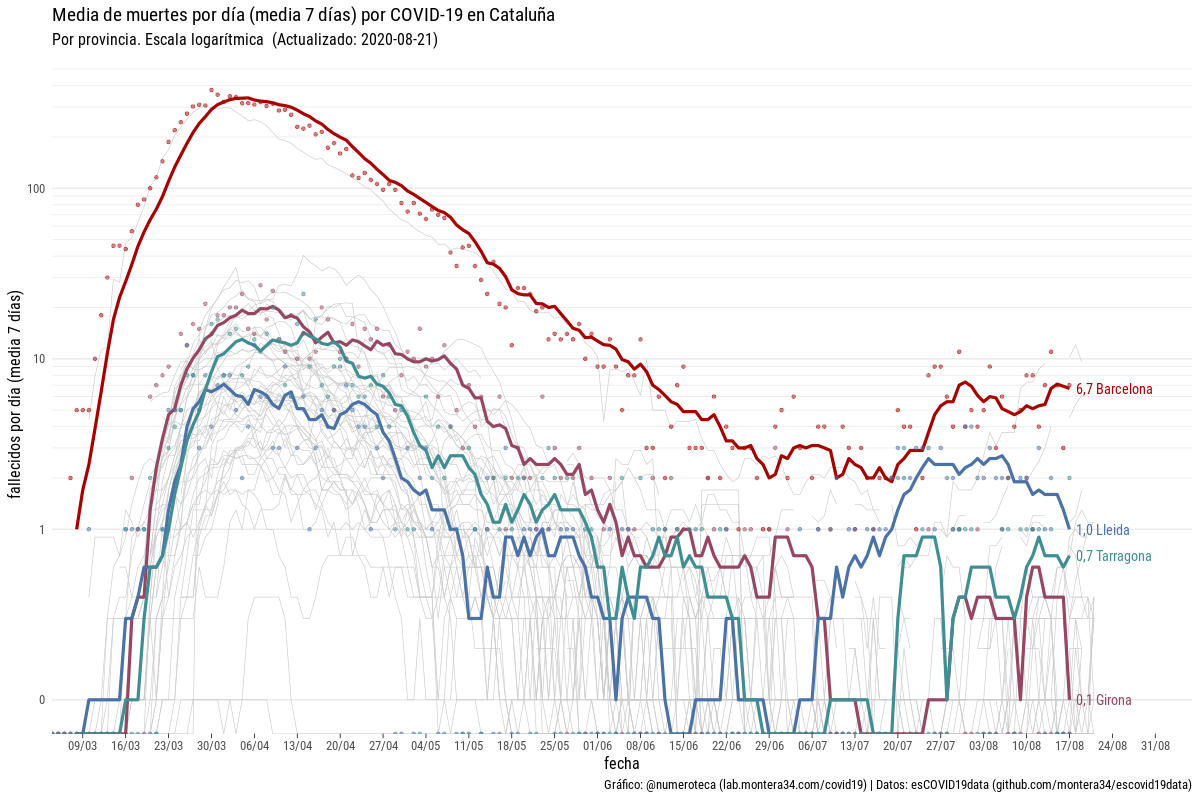 Media de muertes por día (media 7 días) por COVID-19 en Cataluña
Por provincia. Escala logarítmica (Actualizado: 2020-08-21)
fallecidos por día (media 7 días)
100
10
1
0
6,7 Barcelona
1,0 Lleida
0,7 Tarragona
0,1 Girona
09/03 16/03 23/03 30/03 06/04 13/04 20/04 27/04 04/05 11/05 18/05 25/05 01/06 08/06 15/06 22/06 29/06 06/07 13/07 20/07 27/07 03/08 10/08 17/08 24/08 31/08
fecha
Gráfico: @numeroteca (lab.montera34.com/covid19) | Datos: esCOVID19data (github.com/montera34/escovid19data)